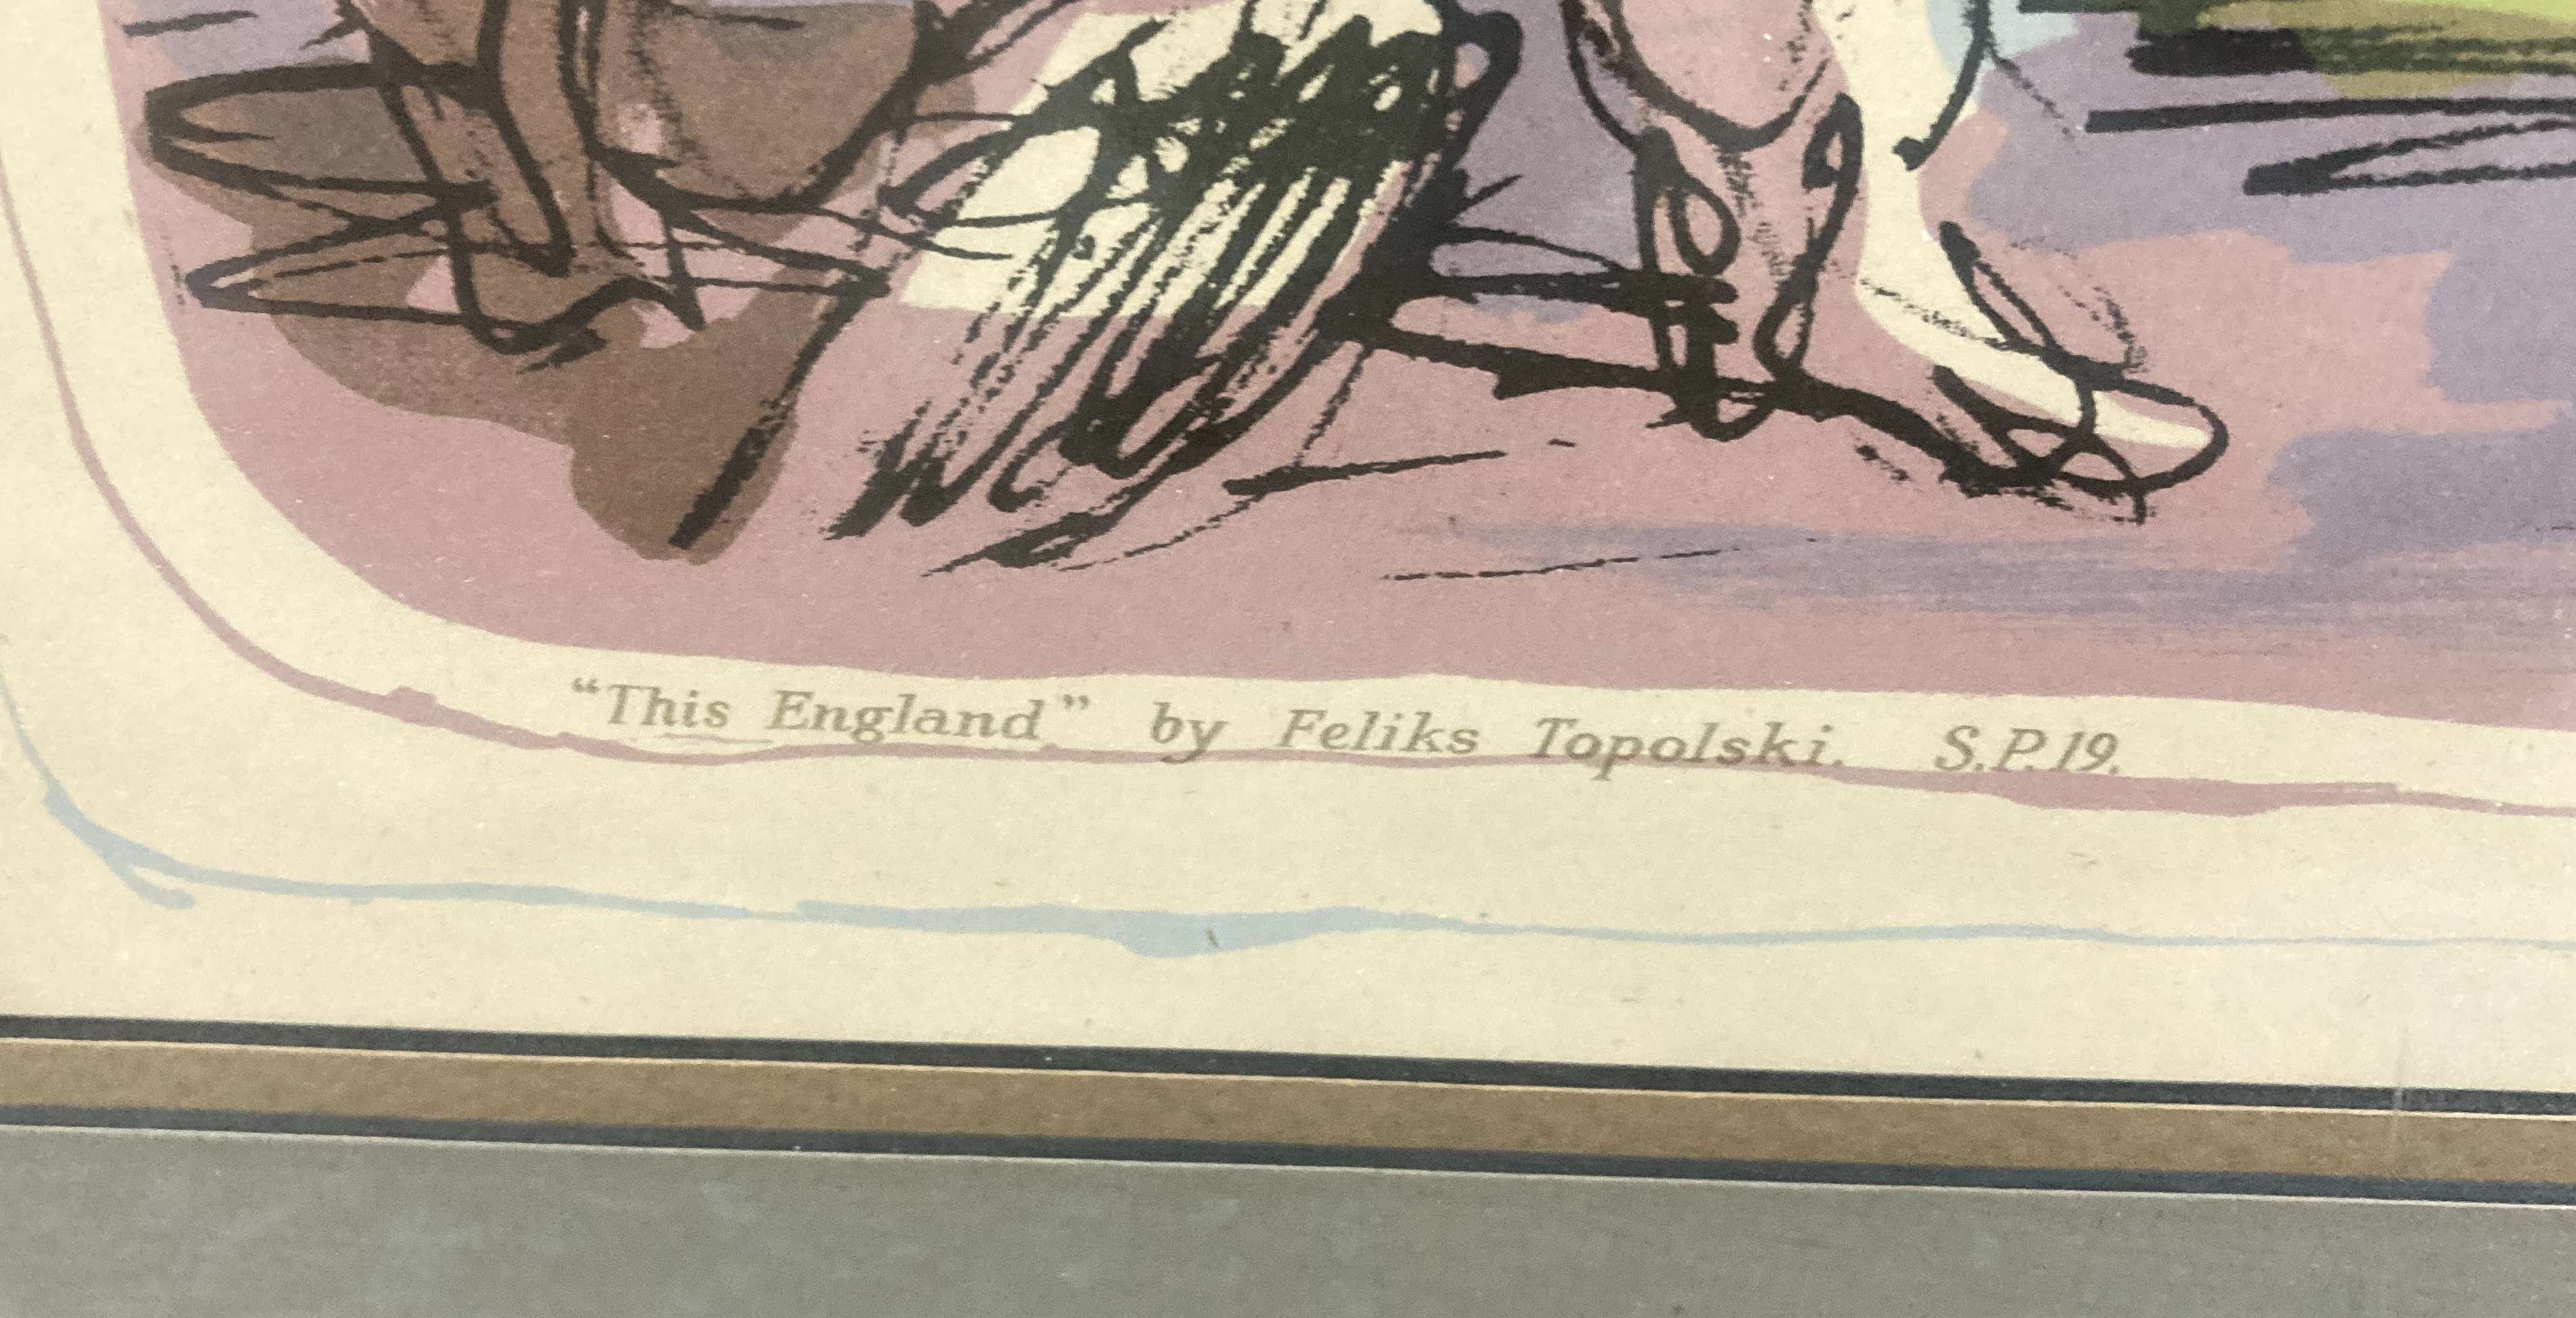 “This England” by Feliks Topolski. S.P.19.